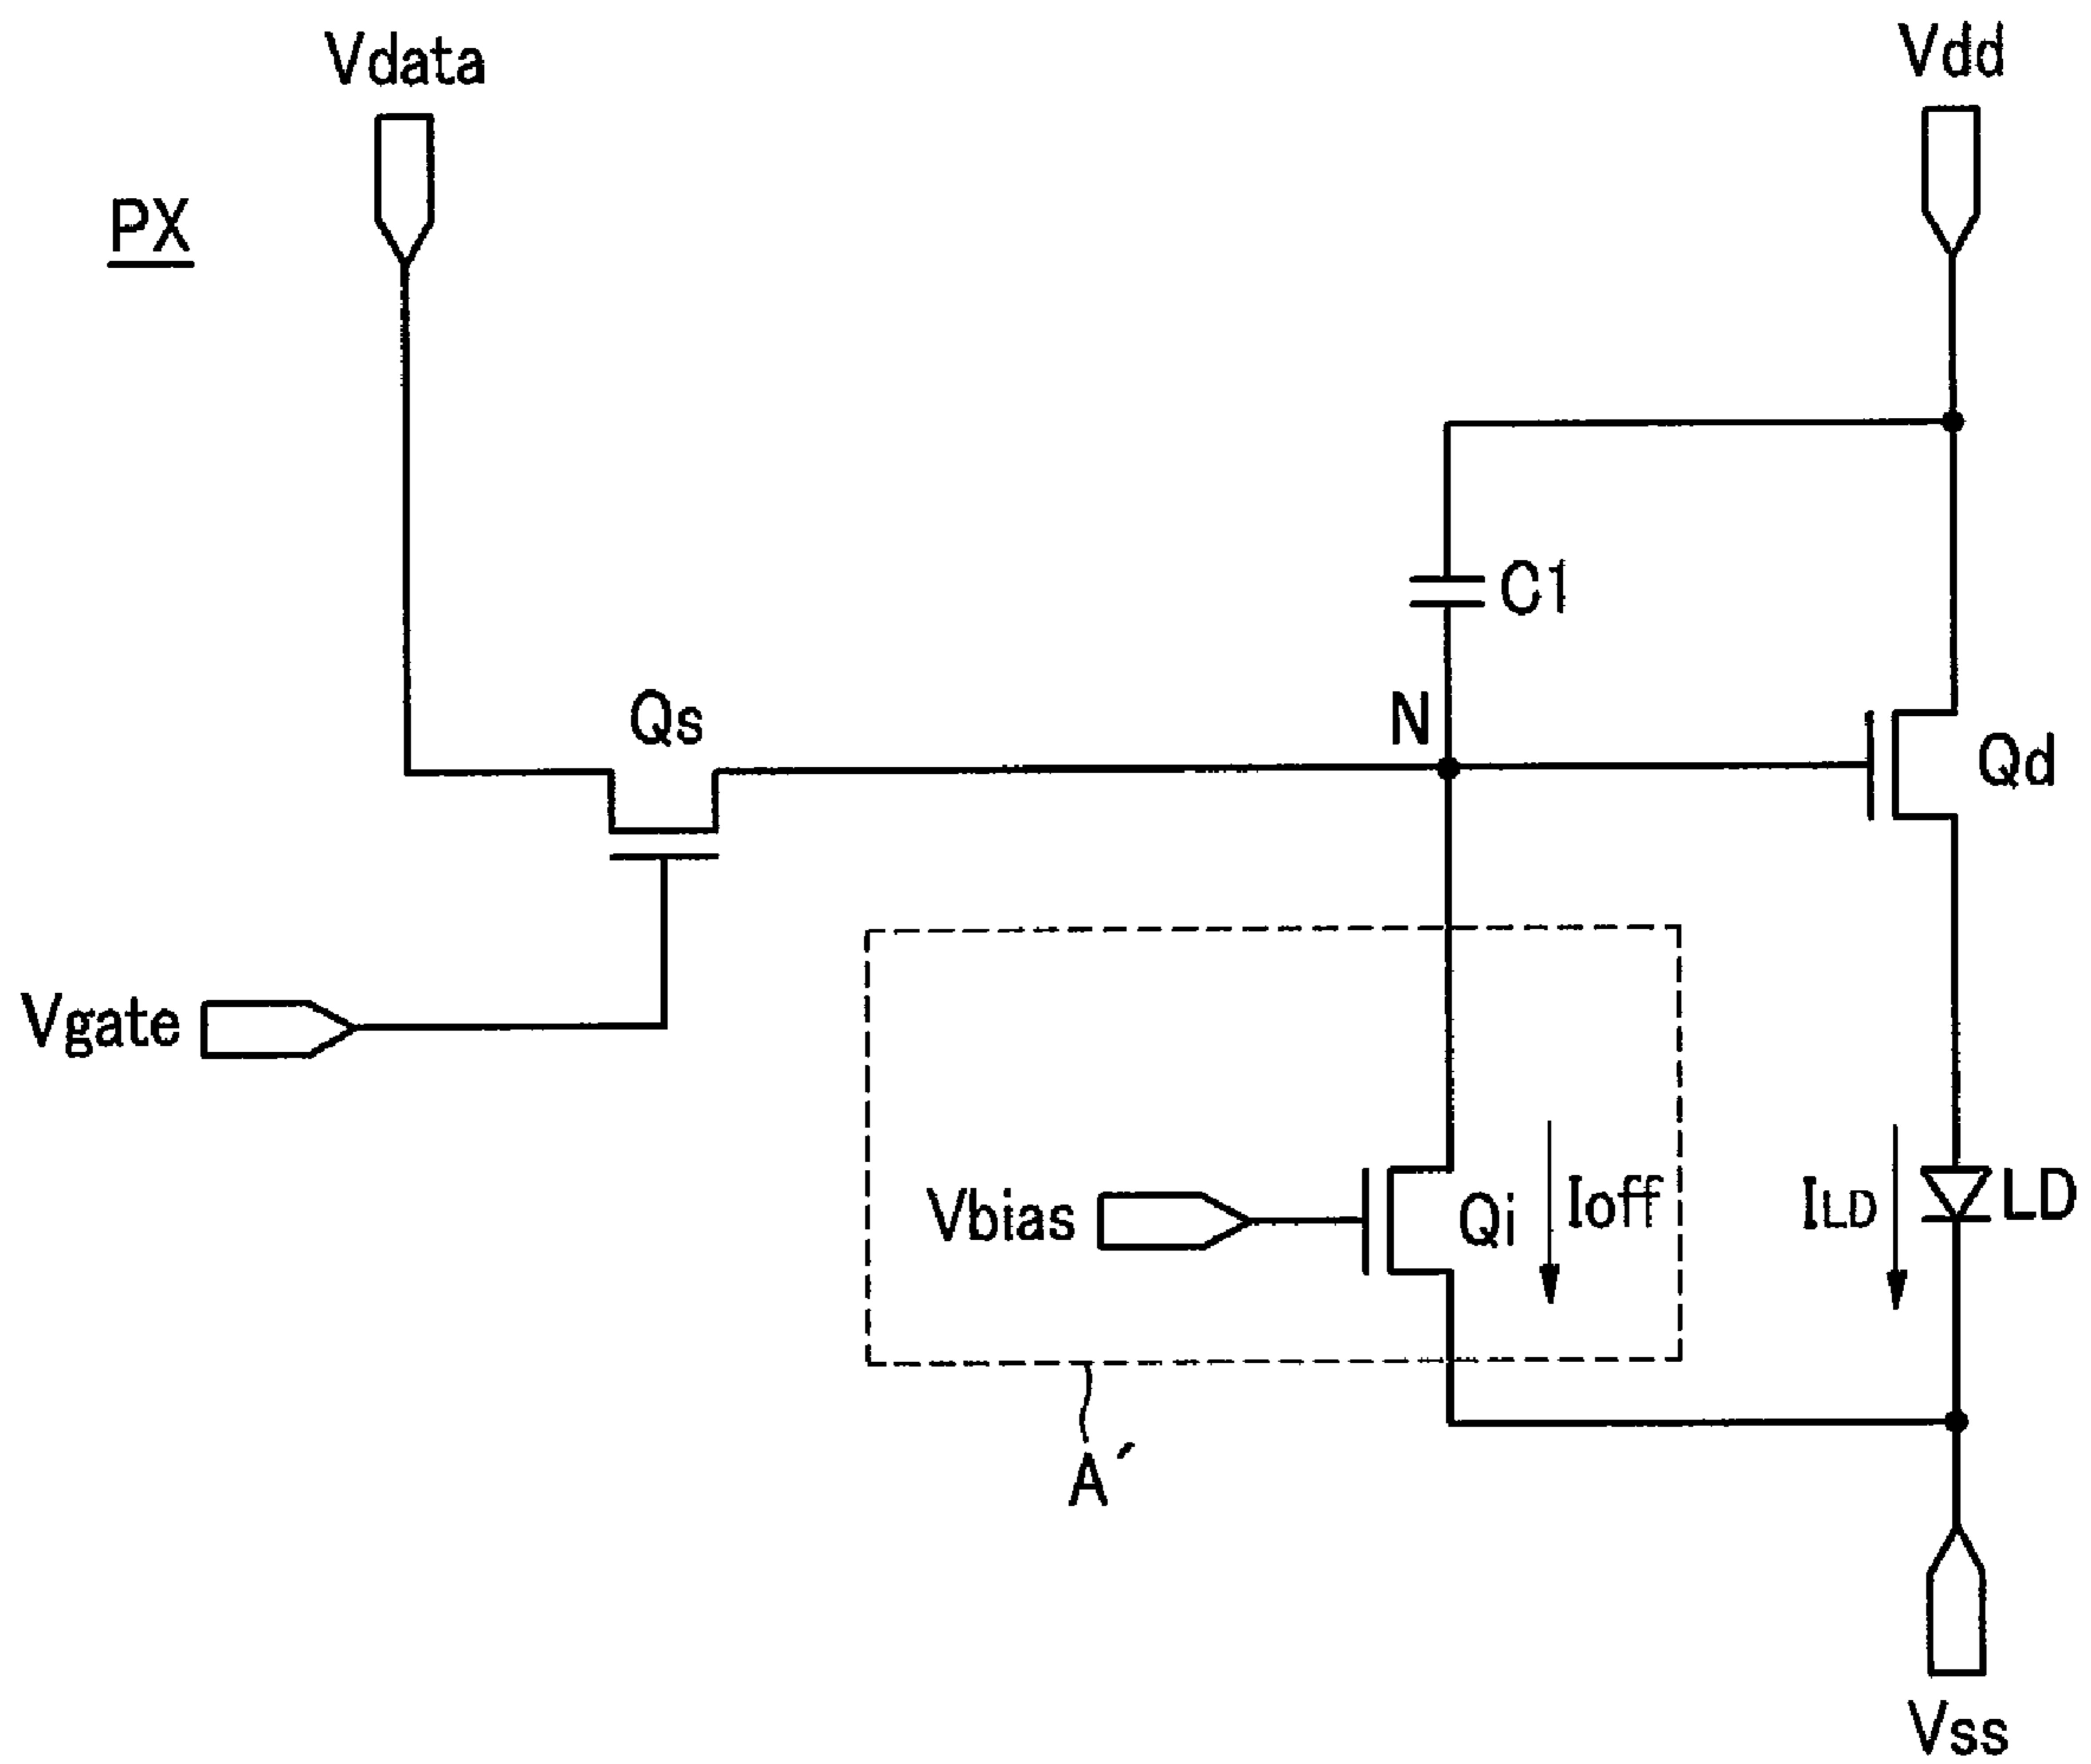 Vdata
Vdd
PX
C1
Qs
N
Qd
Vgate
Vbias
Qi
Ioff
ILD
LD
A´
Vss